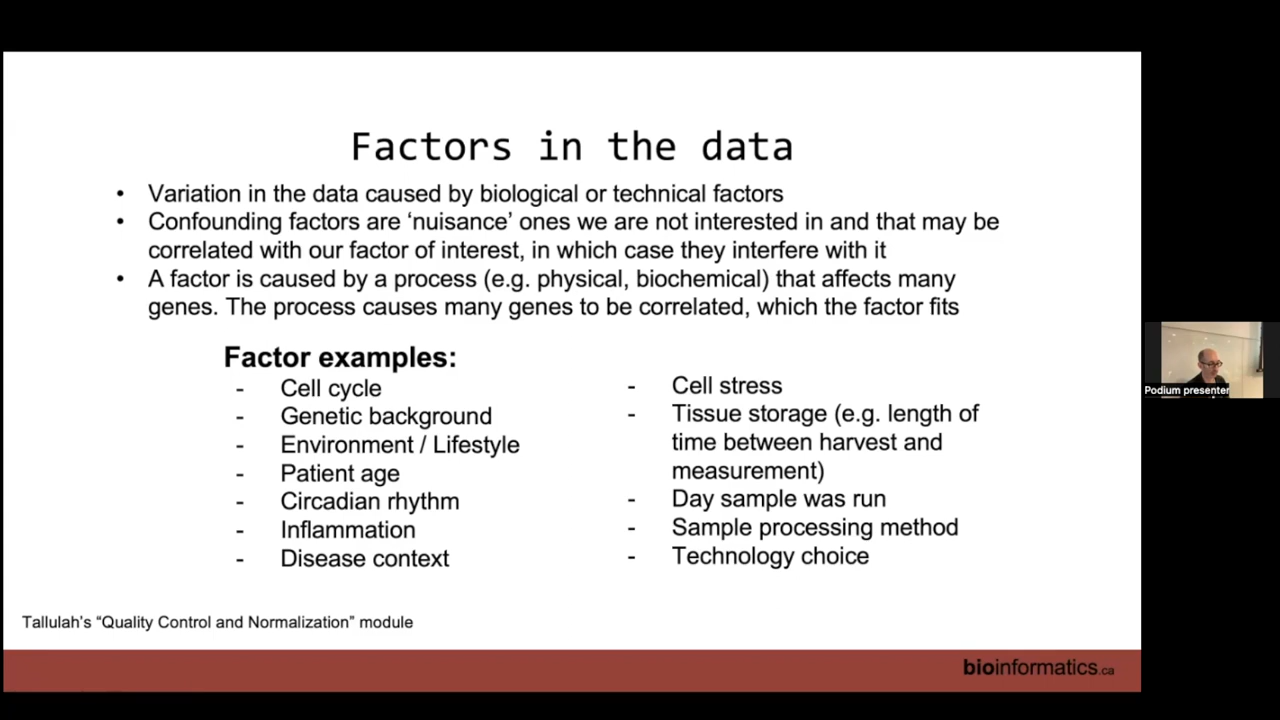 Factors in the data
• Variation in the data caused by biological or technical factors
• Confounding factors are ‘nuisance’ ones we are not interested in and that may be
correlated with our factor of interest, in which case they interfere with it
• A factor is caused by a process (e.g. physical, biochemical) that affects many
genes. The process causes many genes to be correlated, which the factor fits
Factor examples:
- Cell cycle
- Genetic background
- Environment / Lifestyle
- Patient age
- Circadian rhythm
- Inflammation
- Disease context
- Cell stress
- Tissue storage (e.g. length of
time between harvest and
measurement)
- Day sample was run
- Sample processing method
- Technology choice
Tallulah’s “Quality Control and Normalization” module
bioinformatics.ca
Podium presenter